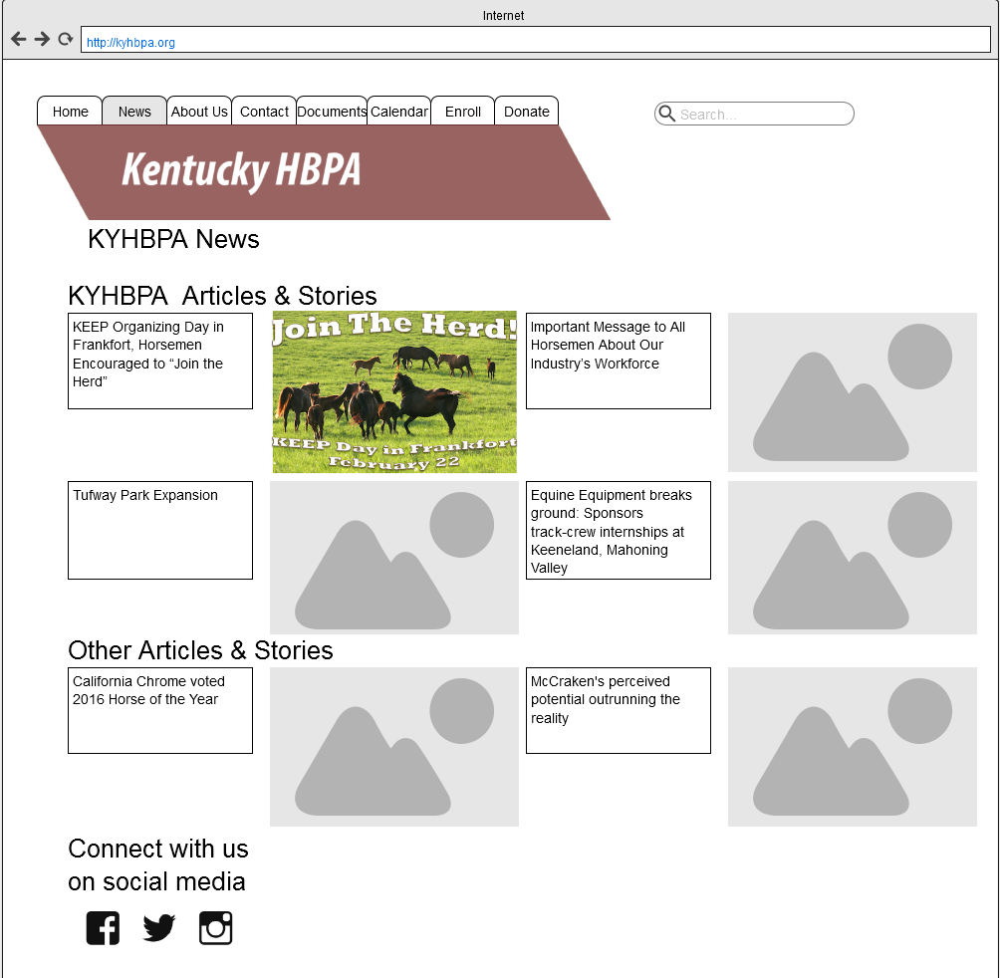 Internet
http://kyhbpa.org
Home News About Us Contact Documents Calendar Enroll Donate
Search...
Kentucky HBPA
KYHBPA News
KYHBPA Articles & Stories
KEEP Organizing Day in
Frankfort, Horsemen
Encouraged to “Join the
Herd”
Join The Herd!
KEEP Day in Frankfort
February 22
Important Message to All
Horsemen About Our
Industry’s Workforce
Tufway Park Expansion
Equine Equipment breaks
ground: Sponsors
track-crew internships at
Keeneland, Mahoning
Valley
Other Articles & Stories
California Chrome voted
2016 Horse of the Year
McCraken's perceived
potential outrunning the
reality
Connect with us
on social media